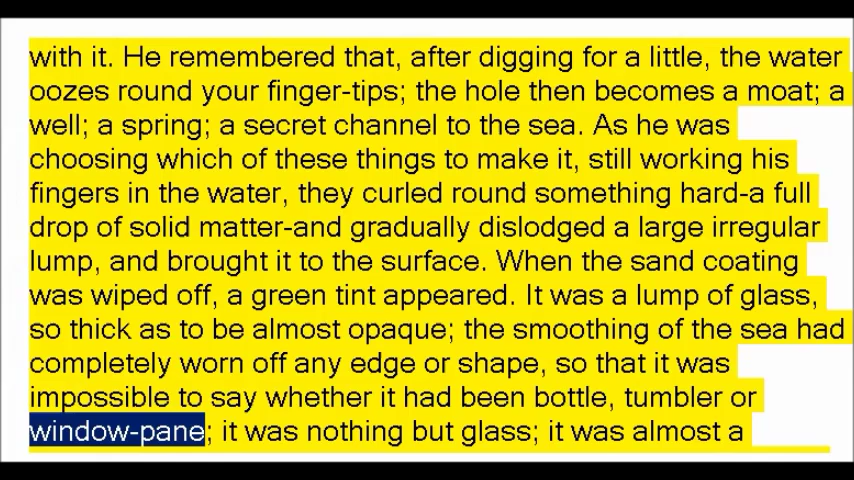 with it. He remembered that, after digging for a little, the water
oozes round your finger-tips; the hole then becomes a moat; a
well; a spring; a secret channel to the sea. As he was
choosing which of these things to make it, still working his
fingers in the water, they curled round something hard-a full
drop of solid matter-and gradually dislodged a large irregular
lump, and brought it to the surface. When the sand coating
was wiped off, a green tint appeared. It was a lump of glass,
so thick as to be almost opaque; the smoothing of the sea had
completely worn off any edge or shape, so that it was
impossible to say whether it had been bottle, tumbler or
window-pane; it was nothing but glass; it was almost a